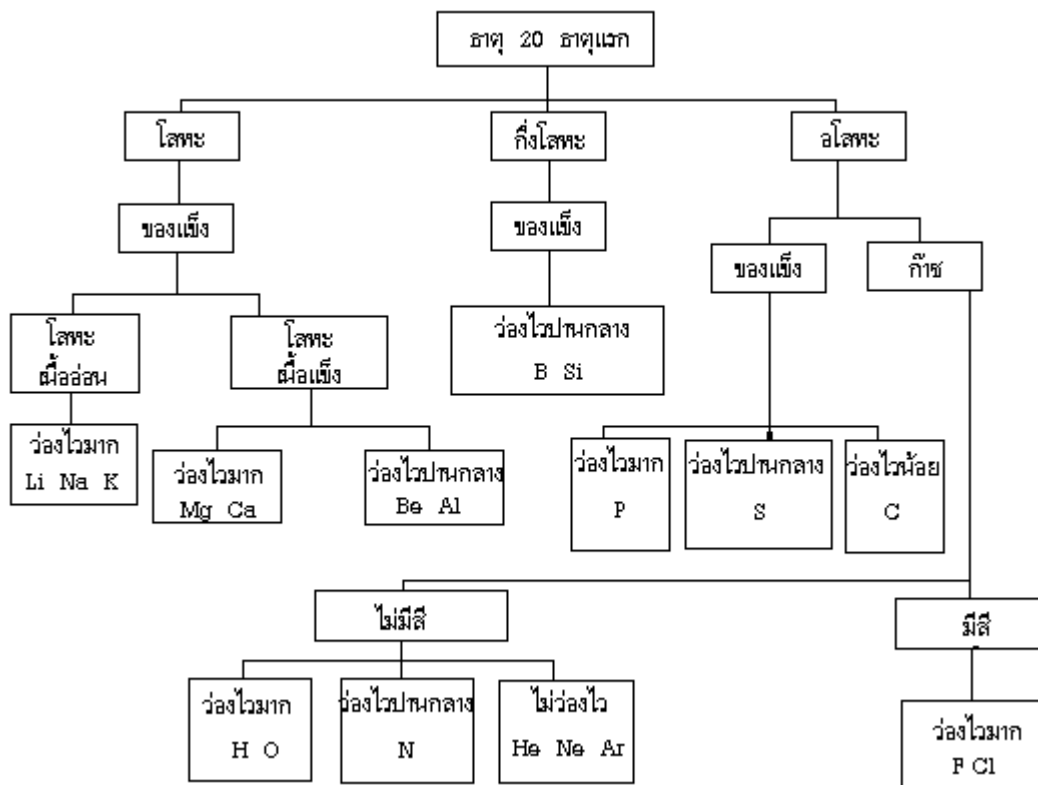 ธาตุ 20 ธาตุแรก
โลหะ
กึ่งโลหะ
อโลหะ
ของแข็ง
ของแข็ง
ของแข็ง
ก๊าซ
โลหะ
เนื้ออ่อน
โลหะ
เนื้อแข็ง
ว่องไวปานกลาง
B Si
ว่องไวมาก
Li Na K
ว่องไวมาก
Mg Ca
ว่องไวปานกลาง
Be Al
ว่องไวมาก
P
ว่องไวปานกลาง
S
ว่องไวน้อย
C
ไม่มีสี
มีสี
ว่องไวมาก
H O
ว่องไวปานกลาง
N
ไม่ว่องไว
He Ne Ar
ว่องไวมาก
F Cl